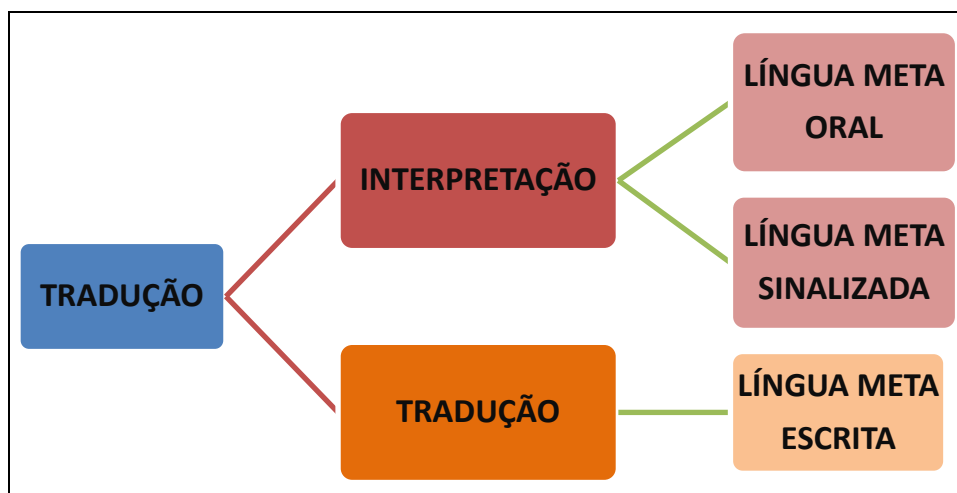 TRADUÇÃO
INTERPRETAÇÃO
LÍNGUA META
ORAL
LÍNGUA META
SINALIZADA
TRADUÇÃO
LÍNGUA META
ESCRITA